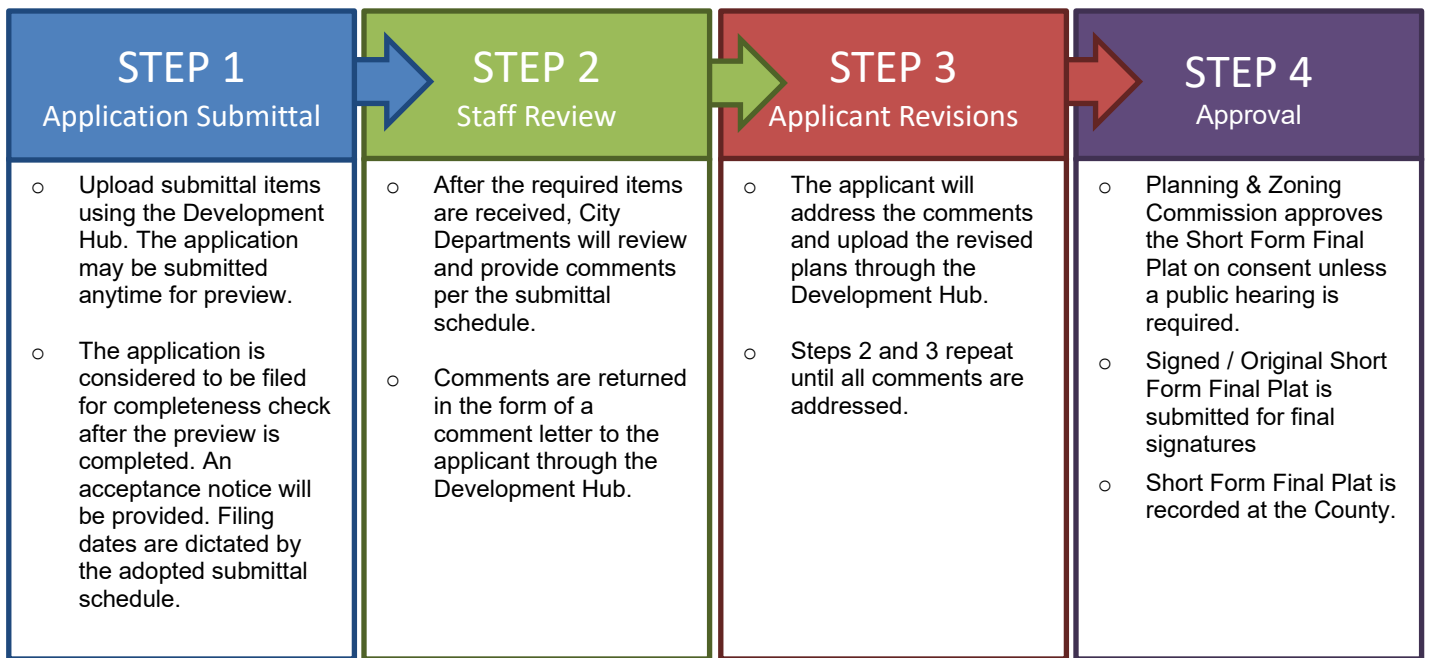 STEP 1
Application Submittal
○ Upload submittal items
using the Development
Hub. The application
may be submitted
anytime for preview.
○ The application is
considered to be filed
for completeness check
after the preview is
completed. An
acceptance notice will
be provided. Filing
dates are dictated by
the adopted submittal
schedule.
STEP 2
Staff Review
○ After the required items
are received, City
Departments will review
and provide comments
per the submittal
schedule.
○ Comments are returned
in the form of a
comment letter to the
applicant through the
Development Hub.
STEP 3
Applicant Revisions
○ The applicant will
address the comments
and upload the revised
plans through the
Development Hub.
○ Steps 2 and 3 repeat
until all comments are
addressed.
STEP 4
Approval
○ Planning & Zoning
Commission approves
the Short Form Final
Plat on consent unless
a public hearing is
required.
○ Signed / Original Short
Form Final Plat is
submitted for final
signatures
○ Short Form Final Plat is
recorded at the County.